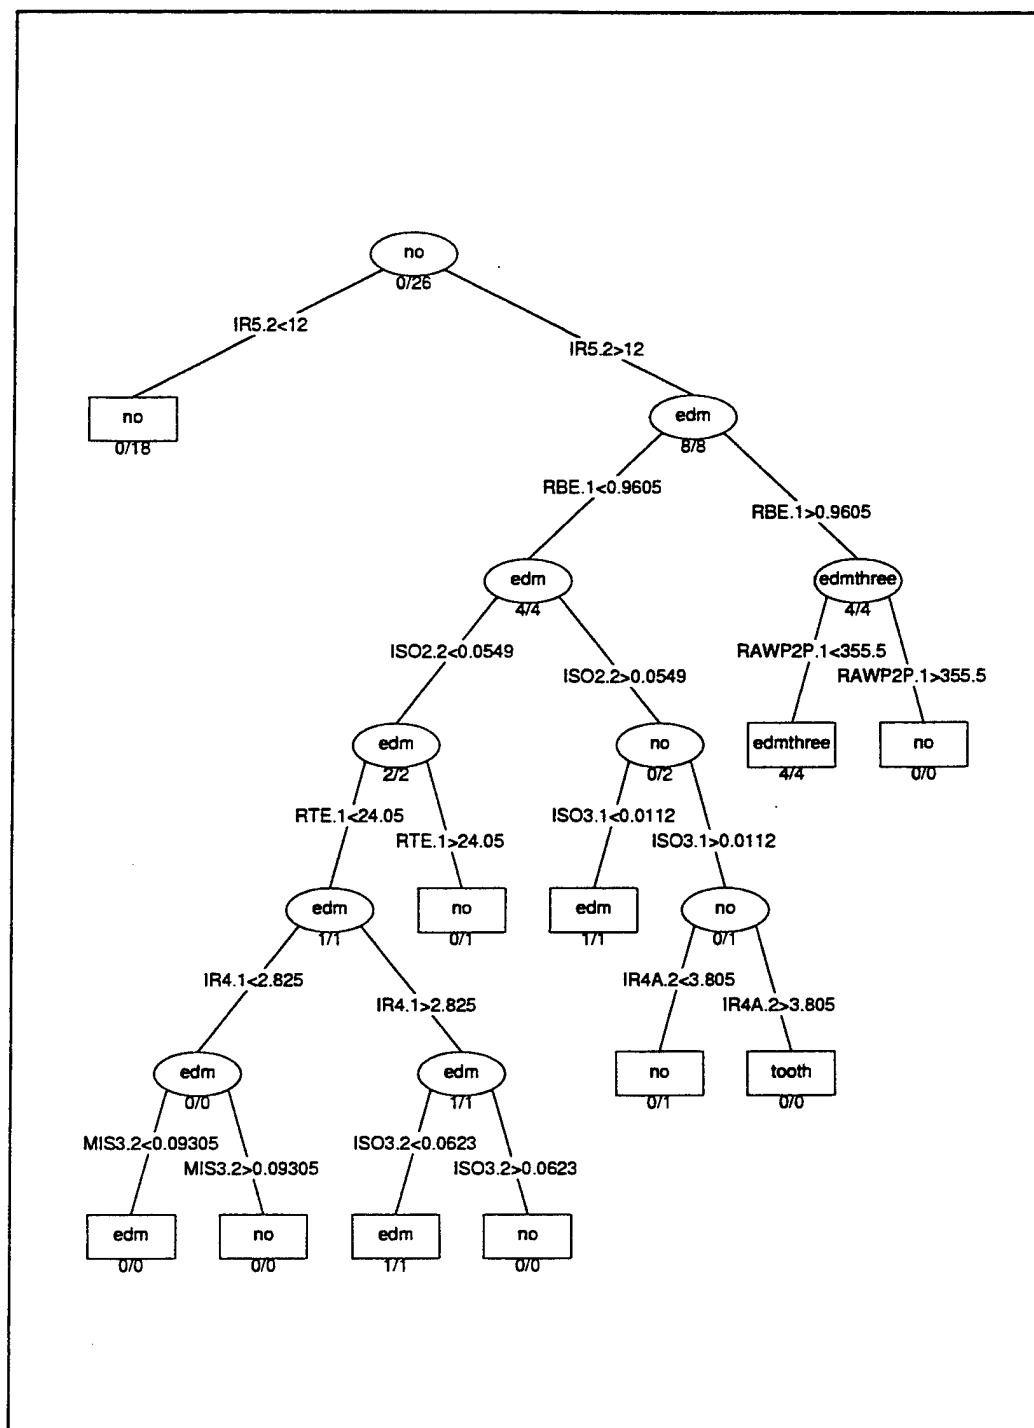 no
0/26
IR5.2<12
IR5.2>12
no
0/18
edm
8/8
RBE.1<0.9605
RBE.1>0.9605
edm
4/4
edmthree
4/4
ISO2.2<0.0549
ISO2.2>0.0549
RAWP2P.1<355.5
RAWP2P.1>355.5
edm
2/2
no
0/2
edmthree
4/4
no
0/0
RTE.1<24.05
RTE.1>24.05
ISO3.1<0.0112
ISO3.1>0.0112
edm
1/1
no
0/1
edm
1/1
no
0/1
IR4.1<2.825
IR4.1>2.825
IR4A.2<3.805
IR4A.2>3.805
edm
0/0
edm
1/1
no
0/1
tooth
0/0
MIS3.2<0.09305
MIS3.2>0.09305
ISO3.2<0.0623
ISO3.2>0.0623
edm
0/0
no
0/0
edm
1/1
no
0/0